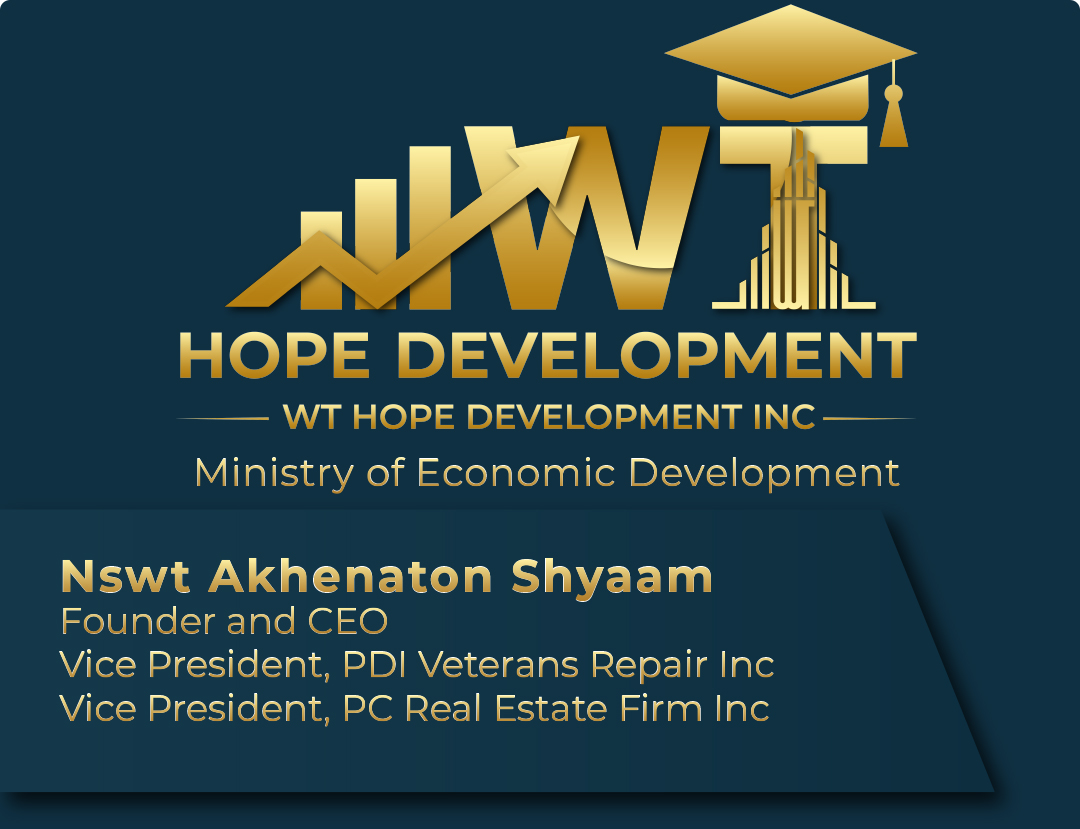 WT
HOPE DEVELOPMENT
WT HOPE DEVELOPMENT INC
Ministry of Economic Development
Nswt Akhenaton Shyaam
Founder and CEO
Vice President, PDI Veterans Repair Inc
Vice President, PC Real Estate Firm Inc